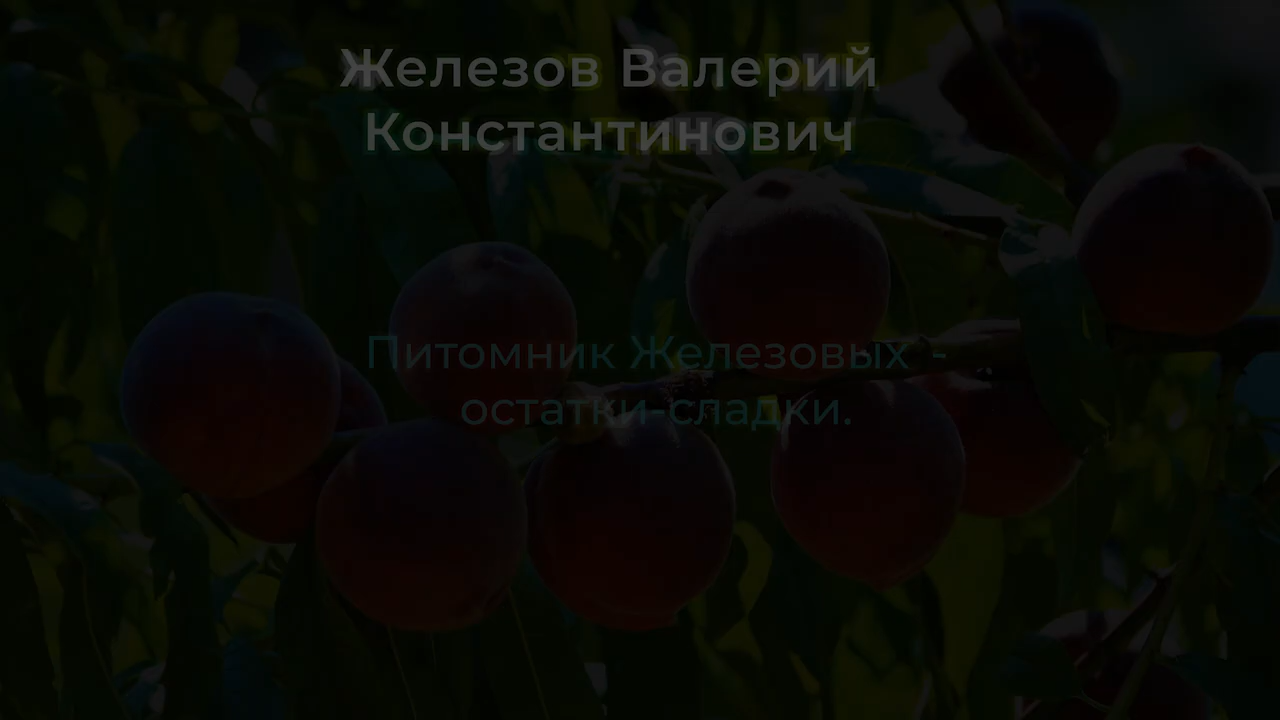 Железов Валерий
Константинович
Питомник Железовых -
остатки-сладки.